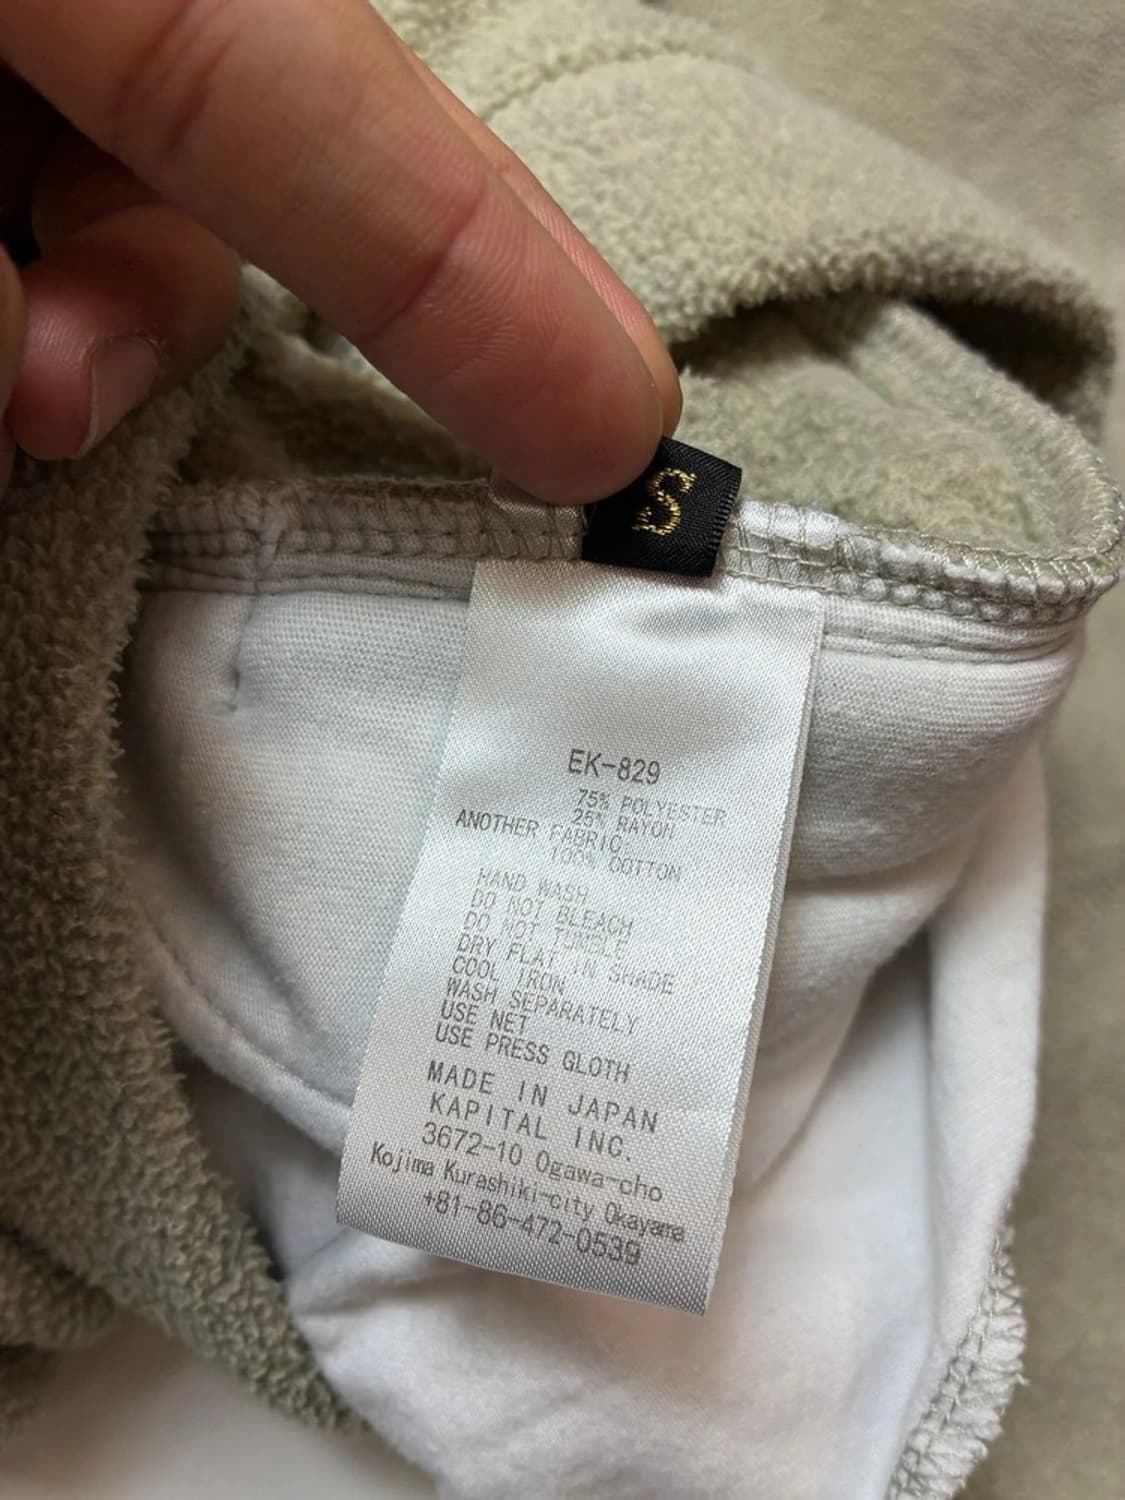 S
EK-829
75% POLYESTER
25% RAYON
ANOTHER FABRIC
100% COTTON
HAND WASH
DO NOT BLEACH
DO NOT TUMBLE
DRY FLAT IN SHADE
COOL IRON
WASH SEPARATELY
USE NET
USE PRESS GLOTH
MADE IN JAPAN
KAPITAL INC.
3672-10 Ogawa-cho
Kojima Kurashiki-city Okayama
+81-86-472-0539